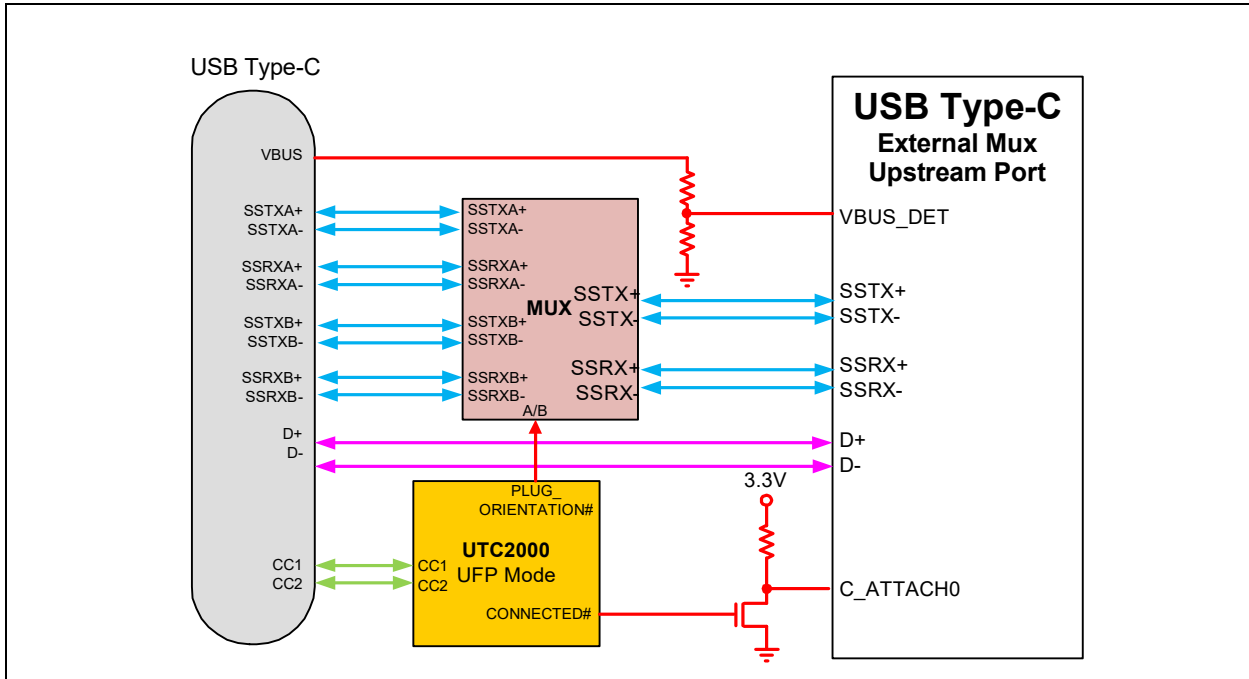 USB Type-C
VBUS
SSTXA+
SSTXA-
SSRXA+
SSRXA-
SSTXB+
SSTXB-
SSRXB+
SSRXB-
D+
D-
CC1
CC2
SSTXA+
SSTXA-
SSRXA+
SSRXA-
SSTXB+
SSTXB-
SSRXB+
SSRXB-
MUX
SSTX+
SSTX-
SSRX+
SSRX-
A/B
PLUG_
ORIENTATION#
UTC2000
UFP Mode
CC1
CC2
CONNECTED#
3.3V
USB Type-C
External Mux
Upstream Port
VBUS_DET
SSTX+
SSTX-
SSRX+
SSRX-
D+
D-
C_ATTACH0